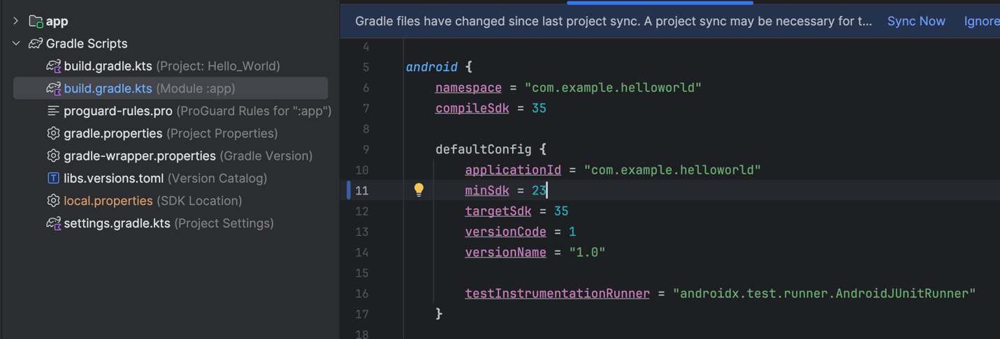 app
Gradle Scripts
build.gradle.kts (Project: Hello_World)
build.gradle.kts (Module :app)
proguard-rules.pro (ProGuard Rules for ":app")
gradle.properties (Project Properties)
gradle-wrapper.properties (Gradle Version)
libs.versions.toml (Version Catalog)
local.properties (SDK Location)
settings.gradle.kts (Project Settings)
Gradle files have changed since last project sync. A project sync may be necessary for t... Sync Now Ignore
4
5 android {
6 namespace = "com.example.helloworld"
7 compileSdk = 35
8
9 defaultConfig {
10 applicationId = "com.example.helloworld"
11 minSdk = 23
12 targetSdk = 35
13 versionCode = 1
14 versionName = "1.0"
15
16 testInstrumentationRunner = "androidx.test.runner.AndroidJUnitRunner"
17 }
18